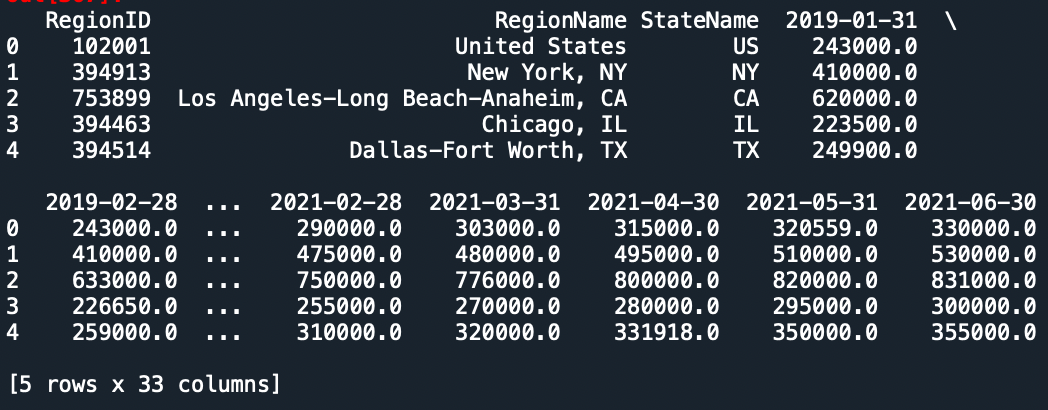 RegionID RegionName StateName 2019-01-31 \
0 102001 United States US 243000.0
1 394913 New York, NY NY 410000.0
2 753899 Los Angeles-Long Beach-Anaheim, CA CA 620000.0
3 394463 Chicago, IL IL 223500.0
4 394514 Dallas-Fort Worth, TX TX 249900.0
2019-02-28 ... 2021-02-28 2021-03-31 2021-04-30 2021-05-31 2021-06-30
0 243000.0 ... 290000.0 303000.0 315000.0 320559.0 330000.0
1 410000.0 ... 475000.0 480000.0 495000.0 510000.0 530000.0
2 633000.0 ... 750000.0 776000.0 800000.0 820000.0 831000.0
3 226650.0 ... 255000.0 270000.0 280000.0 295000.0 300000.0
4 259000.0 ... 310000.0 320000.0 331918.0 350000.0 355000.0
[5 rows x 33 columns]